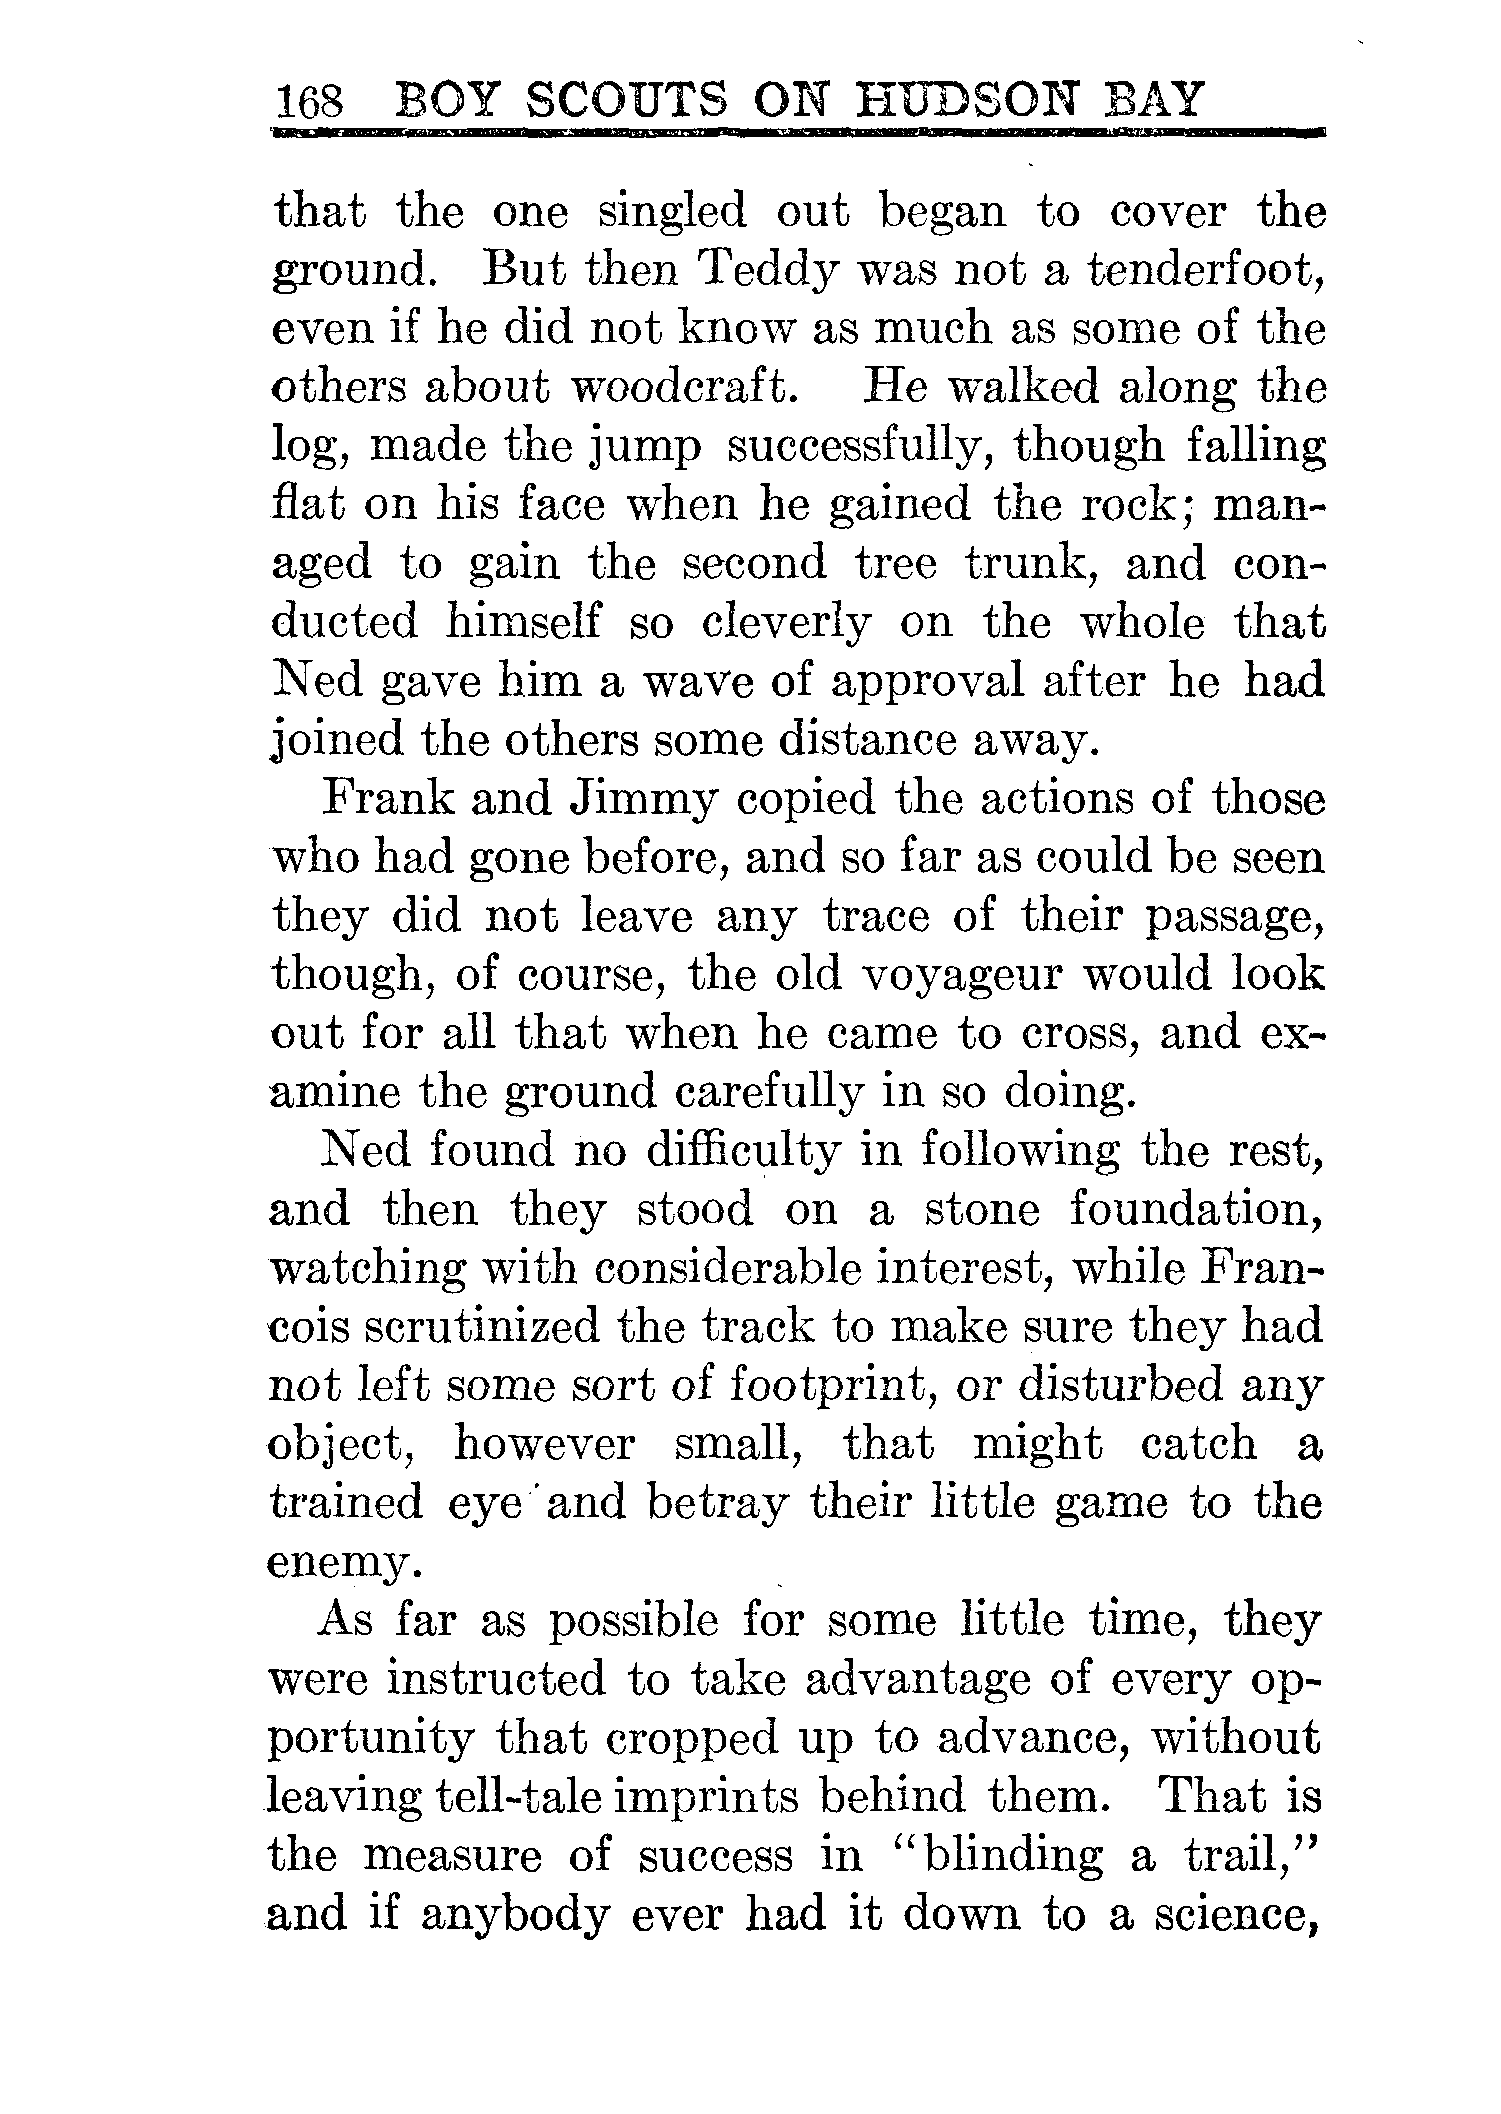 168 BOY SCOUTS ON HUDSON BAY
that the one singled out began to cover the
ground. But then Teddy was not a tenderfoot,
even if he did not know as much as some of the
others about woodcraft. He walked along the
log, made the jump successfully, though falling
flat on his face when he gained the rock; man-
aged to gain the second tree trunk, and con-
ducted himself so cleverly on the whole that
Ned gave him a wave of approval after he had
joined the others some distance away.
Frank and Jimmy copied the actions of those
who had gone before, and so far as could be seen
they did not leave any trace of their passage,
though, of course, the old voyageur would look
out for all that when he came to cross, and ex-
amine the ground carefully in so doing.
Ned found no difficulty in following the rest,
and then they stood on a stone foundation,
watching with considerable interest, while Fran-
cois scrutinized the track to make sure they had
not left some sort of footprint, or disturbed any
object, however small, that might catch a
trained eye and betray their little game to the
enemy.
As far as possible for some little time, they
were instructed to take advantage of every op-
portunity that cropped up to advance, without
leaving tell-tale imprints behind them. That is
the measure of success in “blinding a trail,”
and if anybody ever had it down to a science,